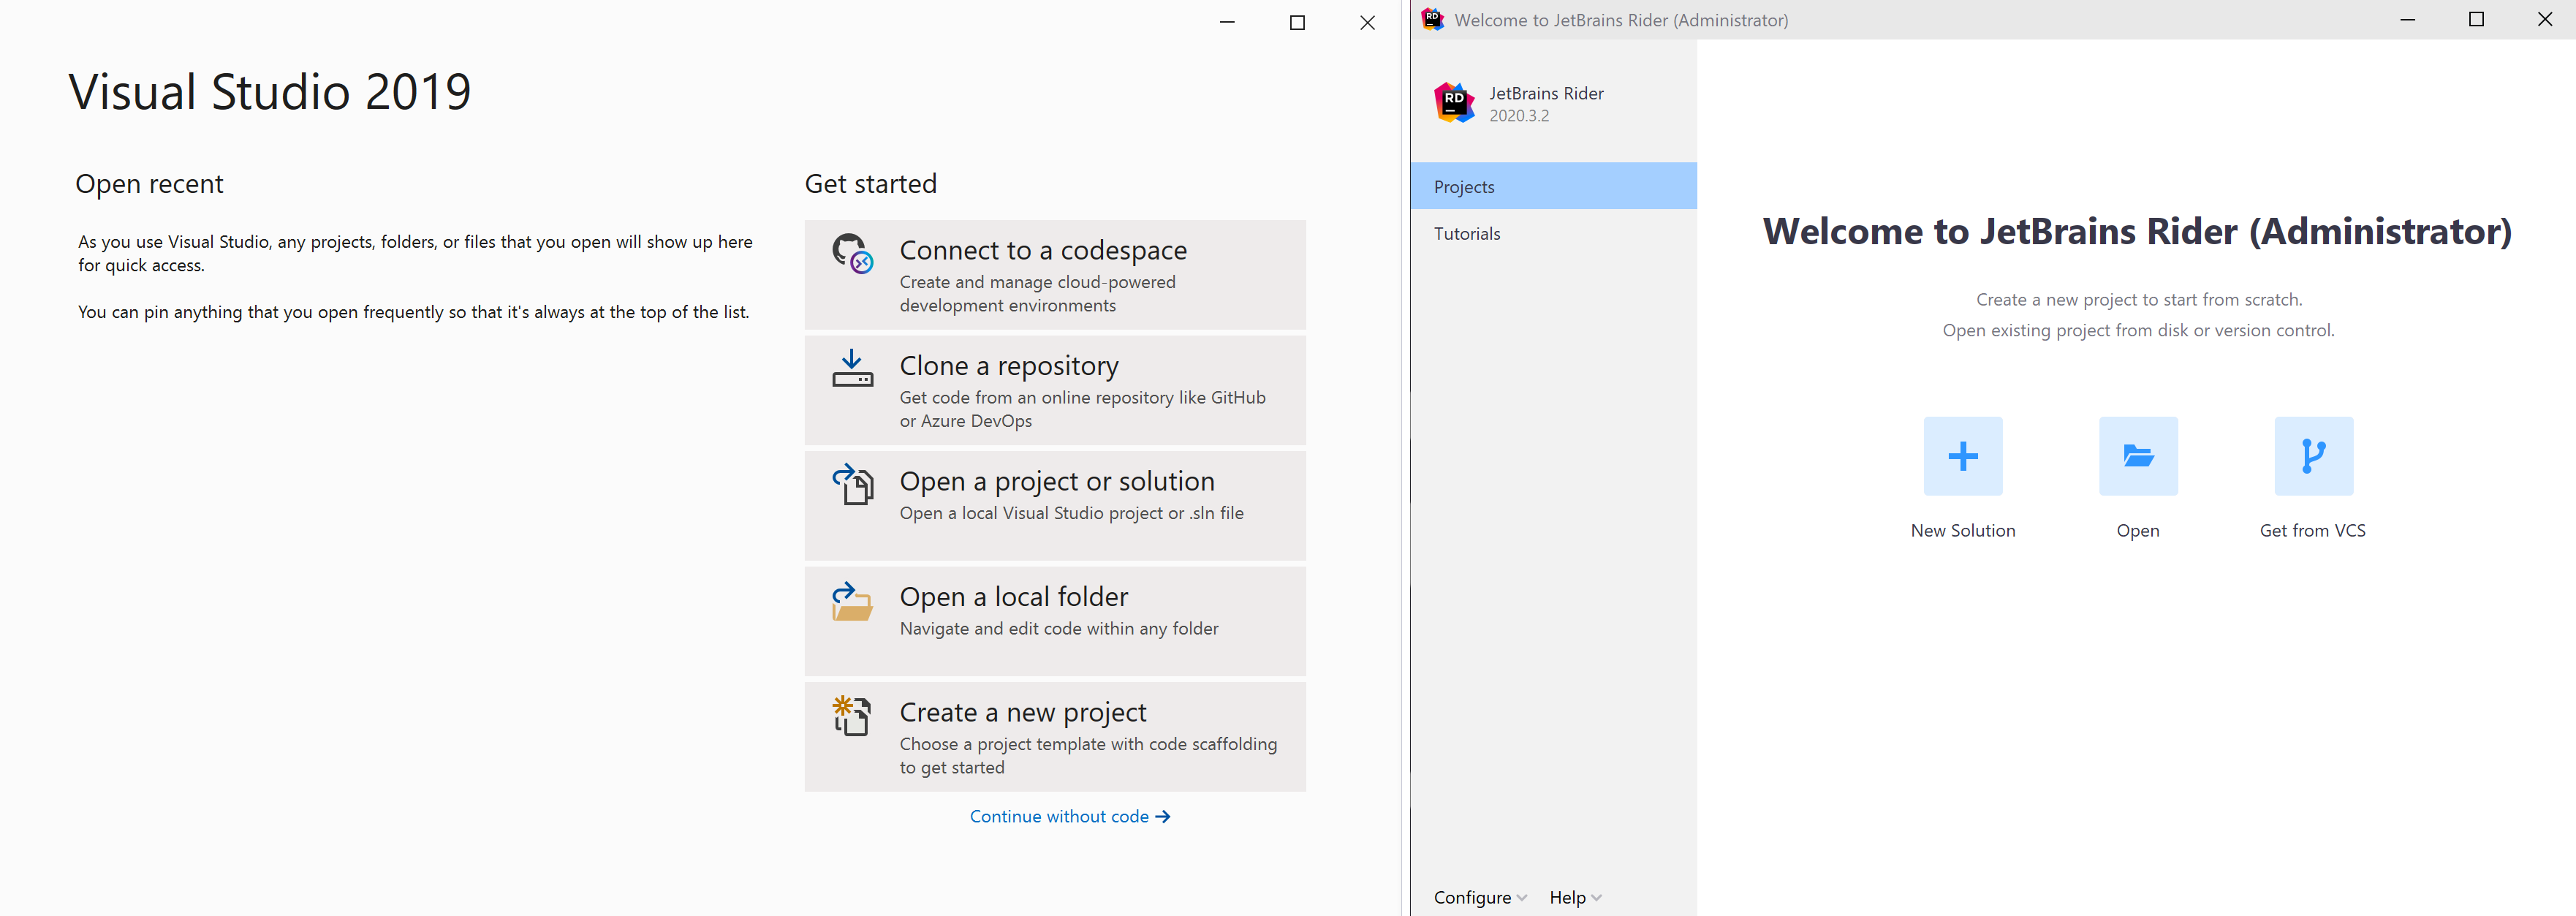 Visual Studio 2019
Open recent
As you use Visual Studio, any projects, folders, or files that you open will show up here
for quick access.
You can pin anything that you open frequently so that it's always at the top of the list.
Get started
Connect to a codespace
Create and manage cloud-powered
development environments
Clone a repository
Get code from an online repository like GitHub
or Azure DevOps
Open a project or solution
Open a local Visual Studio project or .sln file
Open a local folder
Navigate and edit code within any folder
Create a new project
Choose a project template with code scaffolding
to get started
Continue without code
RD
Welcome to JetBrains Rider (Administrator)
RD
JetBrains Rider
2020.3.2
Projects
Tutorials
Configure
Help
Welcome to JetBrains Rider (Administrator)
Create a new project to start from scratch.
Open existing project from disk or version control.
New Solution
Open
Get from VCS